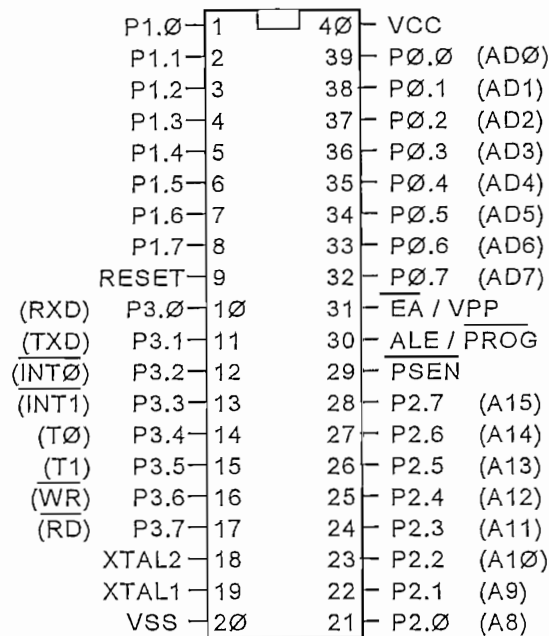 P1.Ø 1 4Ø VCC
P1.1 2 39 PØ.Ø (ADØ)
P1.2 3 38 PØ.1 (AD1)
P1.3 4 37 PØ.2 (AD2)
P1.4 5 36 PØ.3 (AD3)
P1.5 6 35 PØ.4 (AD4)
P1.6 7 34 PØ.5 (AD5)
P1.7 8 33 PØ.6 (AD6)
RESET 9 32 PØ.7 (AD7)
(RXD) P3.Ø 1Ø 31 EA / VPP
(TXD) P3.1 11 30 ALE / PROG
(INTØ) P3.2 12 29 PSEN
(INT1) P3.3 13 28 P2.7 (A15)
(TØ) P3.4 14 27 P2.6 (A14)
(T1) P3.5 15 26 P2.5 (A13)
(WR) P3.6 16 25 P2.4 (A12)
(RD) P3.7 17 24 P2.3 (A11)
XTAL2 18 23 P2.2 (A1Ø)
XTAL1 19 22 P2.1 (A9)
VSS 2Ø 21 P2.Ø (A8)